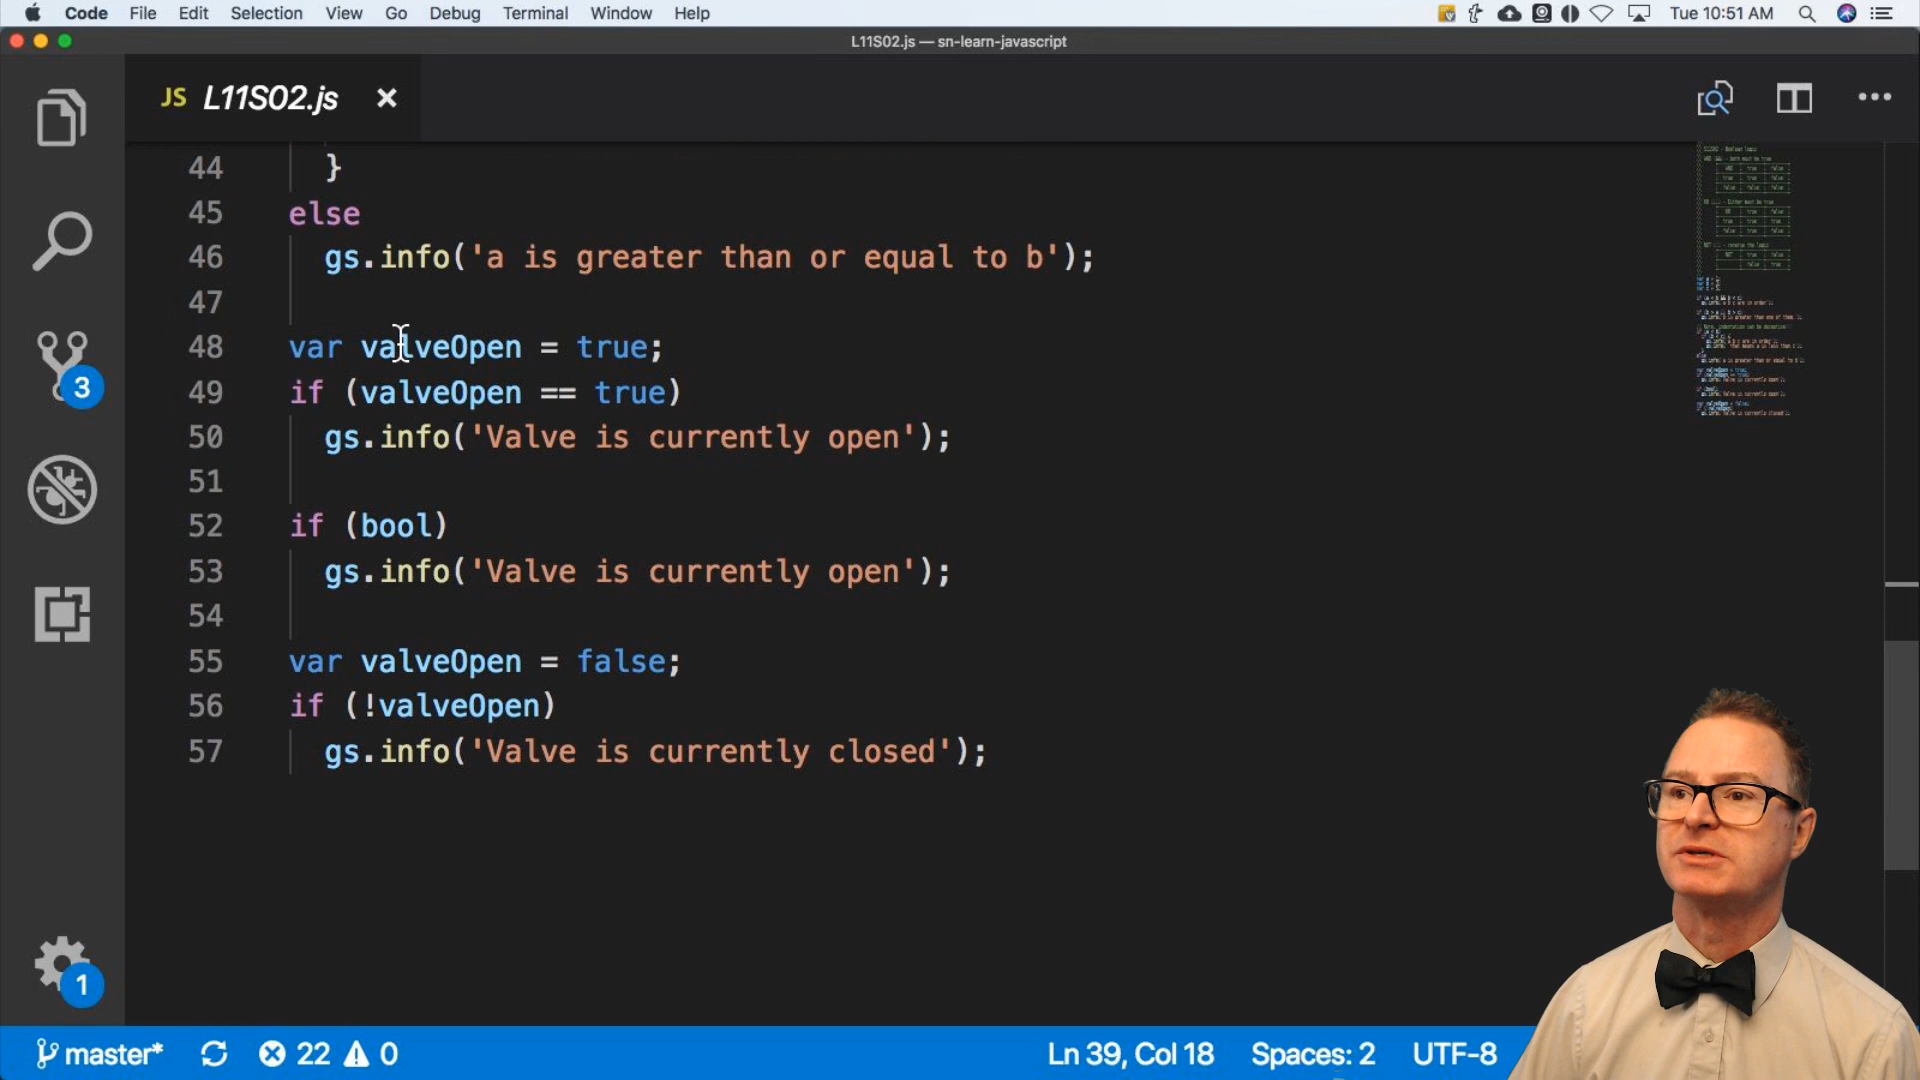 Code File Edit Selection View Go Debug Terminal Window Help Tue 10:51 AM
L11S02.js — sn-learn-javascript
JS L11S02.js
44 }
45 else
46 gs.info('a is greater than or equal to b');
47
48 var valveOpen = true;
49 if (valveOpen == true)
50 gs.info('Valve is currently open');
51
52 if (bool)
53 gs.info('Valve is currently open');
54
55 var valveOpen = false;
56 if (!valveOpen)
57 gs.info('Valve is currently closed');
3
1
master* 22 0 Ln 39, Col 18 Spaces: 2 UTF-8